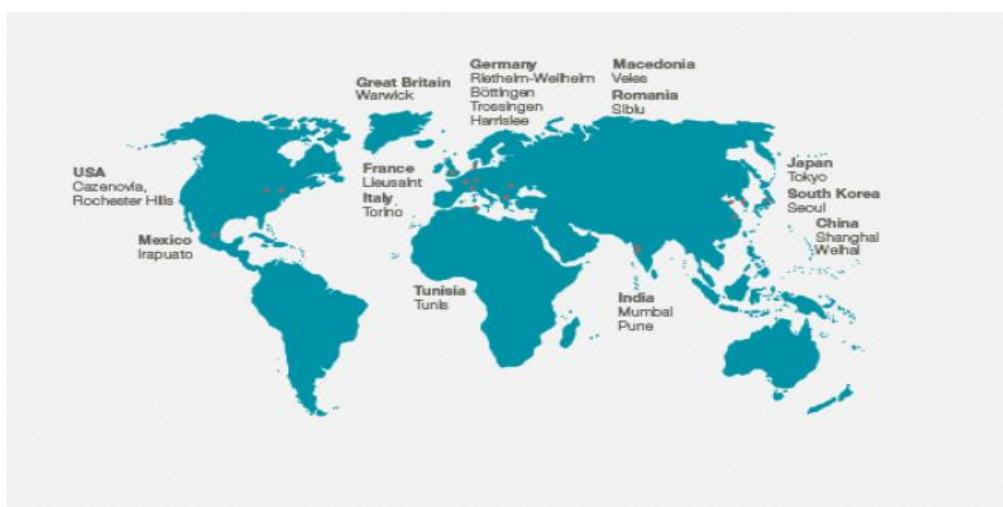 Germany
Rietheim-Weilheim
Böttingen
Trossingen
Harrislee
Macedonia
Veles
Romania
Sibiu
Great Britain
Warwick
USA
Cazenovia,
Rochester Hills
France
Lieusaint
Italy
Torino
Japan
Tokyo
South Korea
Seoul
China
Shanghai
Weihai
Mexico
Irapuato
Tunisia
Tunis
India
Mumbai
Pune